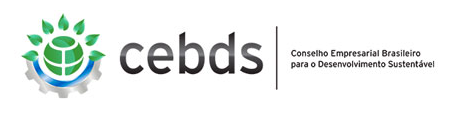 cebds
Conselho Empresarial Brasileiro
para o Desenvolvimento Sustentável